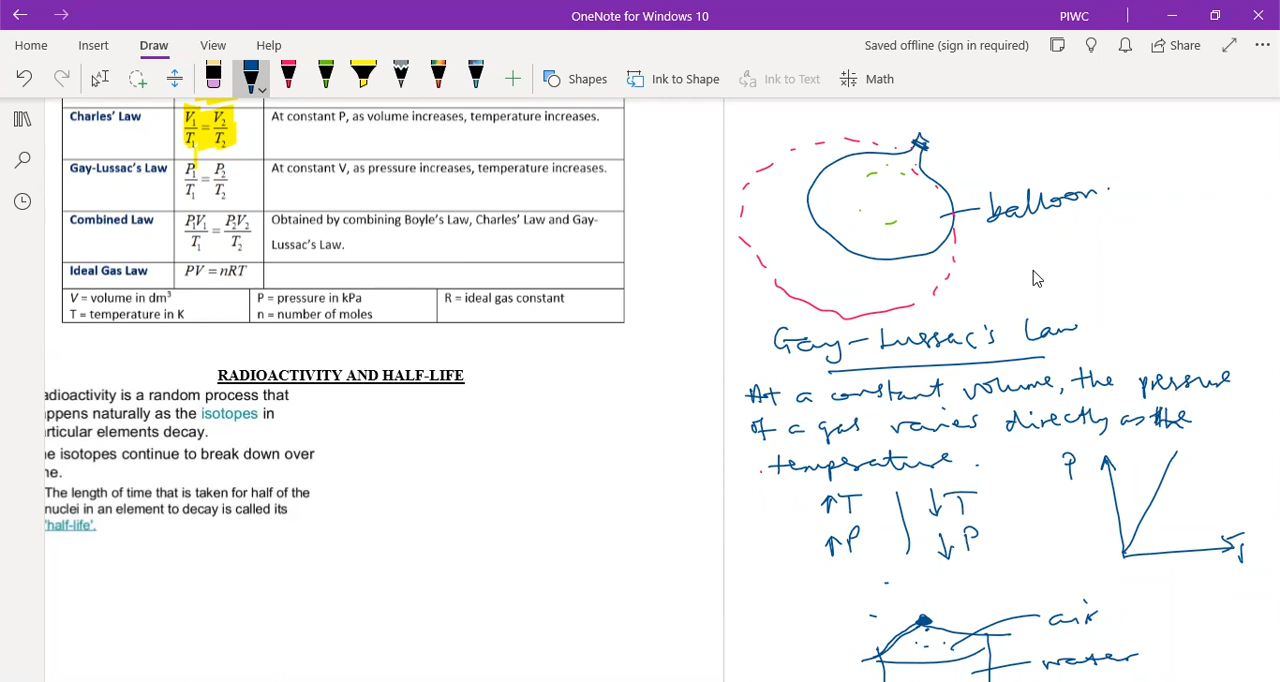 OneNote for Windows 10
PIWC
Home Insert Draw View Help
Saved offline (sign in required)
Share
Shapes
Ink to Shape
Ink to Text
Math
Charles' Law V1/T1 = V2/T2 At constant P, as volume increases, temperature increases.
Gay-Lussac's Law P1/T1 = P2/T2 At constant V, as pressure increases, temperature increases.
Combined Law P1V1/T1 = P2V2/T2 Obtained by combining Boyle's Law, Charles' Law and Gay-
Lussac's Law.
Ideal Gas Law PV = nRT
V = volume in dm³ P = pressure in kPa R = ideal gas constant
T = temperature in K n = number of moles
RADIOACTIVITY AND HALF-LIFE
adioactivity is a random process that
ppens naturally as the isotopes in
rticular elements decay.
e isotopes continue to break down over
ne.
The length of time that is taken for half of the
nuclei in an element to decay is called its
'half-life'.
balloon.
Gay-Lussac's Law
At a constant volume, the pressure
of a gas varies directly as the
temperature.
↑T ↓T
↑P ↓P
P
T
air
water